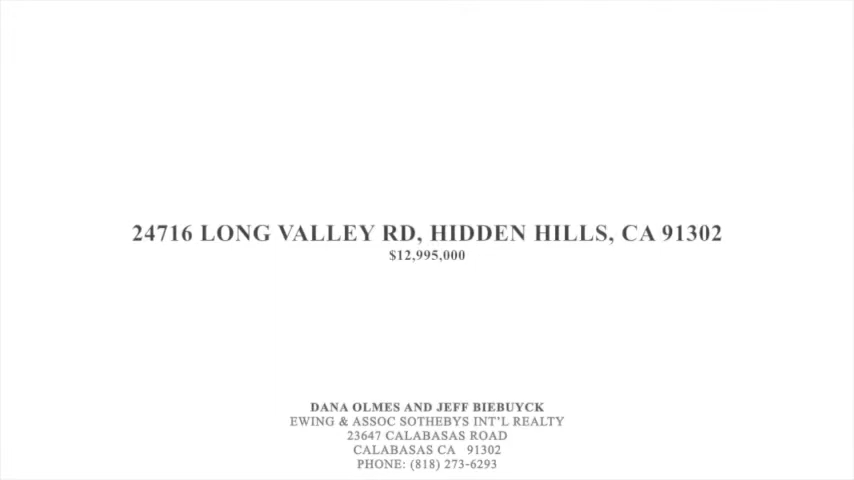 24716 LONG VALLEY RD, HIDDEN HILLS, CA 91302
$12,995,000
DANA OLMES AND JEFF BIEBUYCK
EWING & ASSOC SOTHEBYS INT'L REALTY
23647 CALABASAS ROAD
CALABASAS CA 91302
PHONE: (818) 273-6293